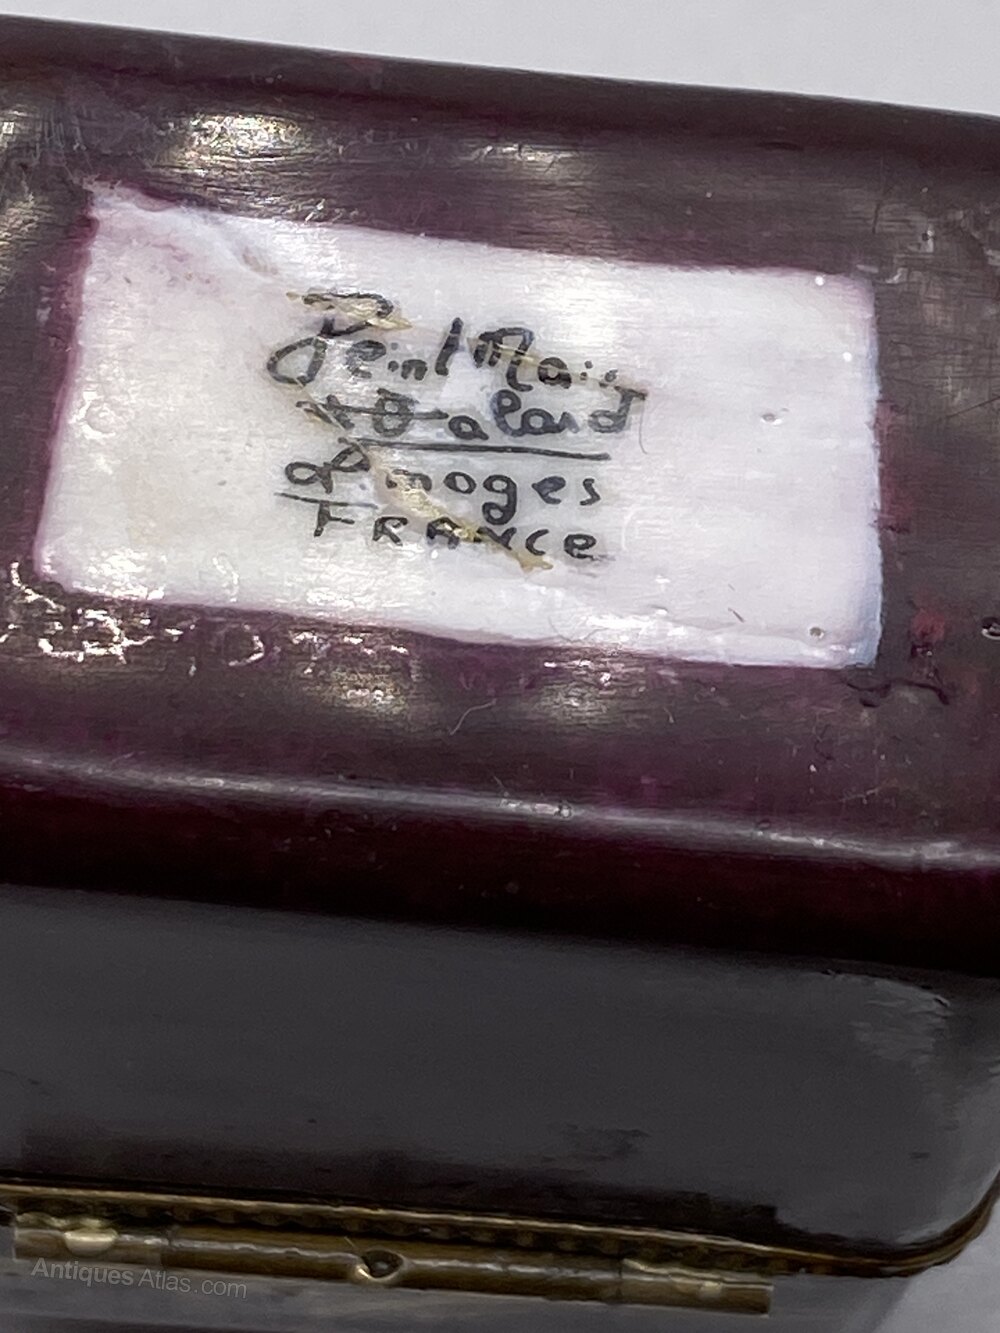 Peint Main
Limoges
FRANCe
Antiques Atlas.com